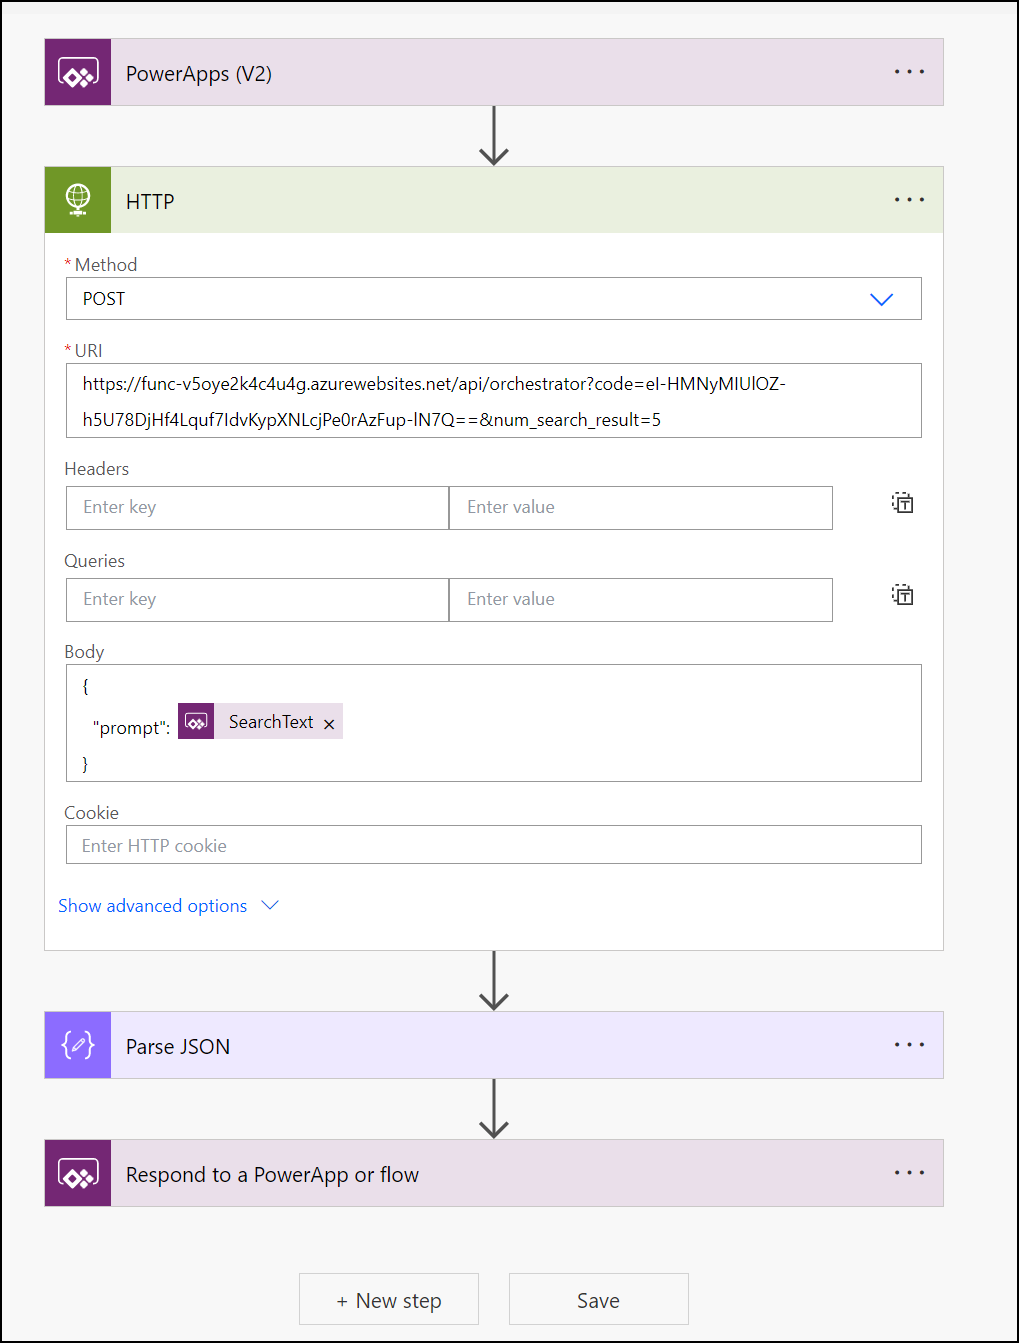 PowerApps (V2)
HTTP
* Method
POST
* URI
https://func-v5oye2k4c4u4g.azurewebsites.net/api/orchestrator?code=eI-HMNyMIUlOZ-
h5U78DjHf4Lquf7IdvKypXNLcjPe0rAzFup-lN7Q==&num_search_result=5
Headers
Enter key Enter value
Queries
Enter key Enter value
Body
{
"prompt": SearchText ×
}
Cookie
Enter HTTP cookie
Show advanced options
Parse JSON
Respond to a PowerApp or flow
+ New step Save